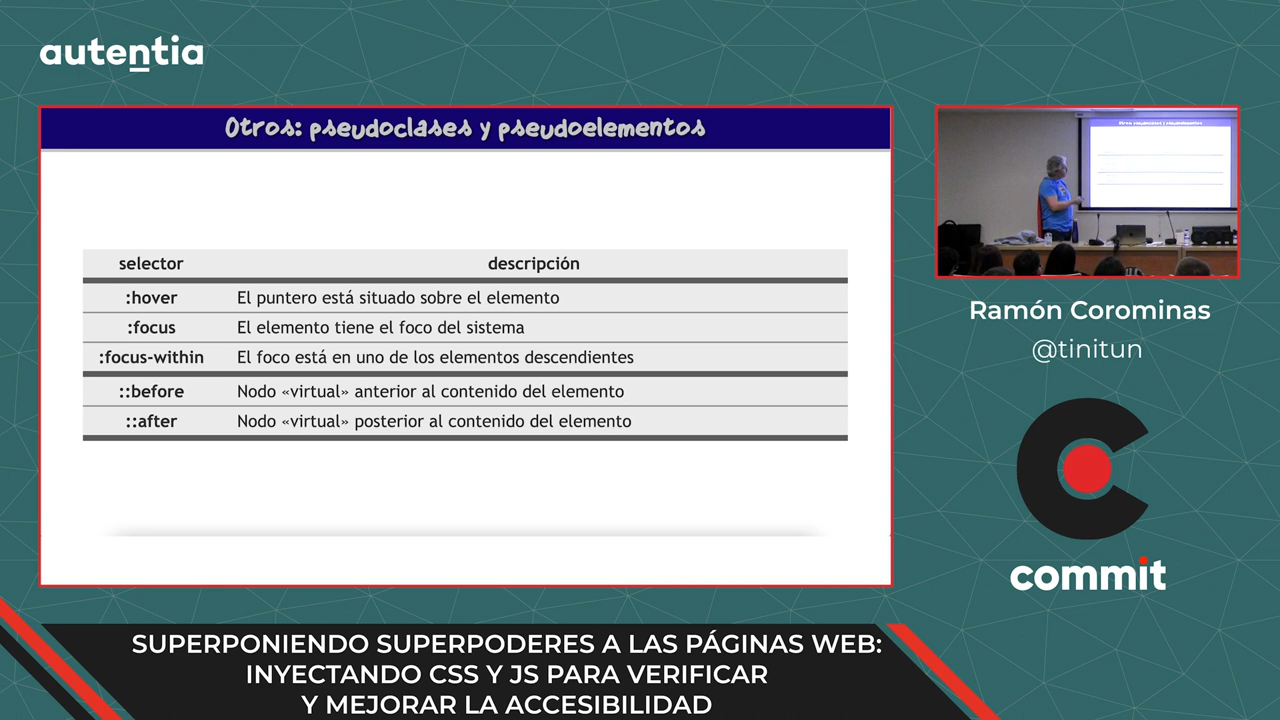 autentia
Otros: pseudoclases y pseudoelementos
selector descripción
:hover El puntero está situado sobre el elemento
:focus El elemento tiene el foco del sistema
:focus-within El foco está en uno de los elementos descendientes
::before Nodo «virtual» anterior al contenido del elemento
::after Nodo «virtual» posterior al contenido del elemento
Ramón Corominas
@tinitun
commit
SUPERPONIENDO SUPERPODERES A LAS PÁGINAS WEB:
INYECTANDO CSS Y JS PARA VERIFICAR
Y MEJORAR LA ACCESIBILIDAD